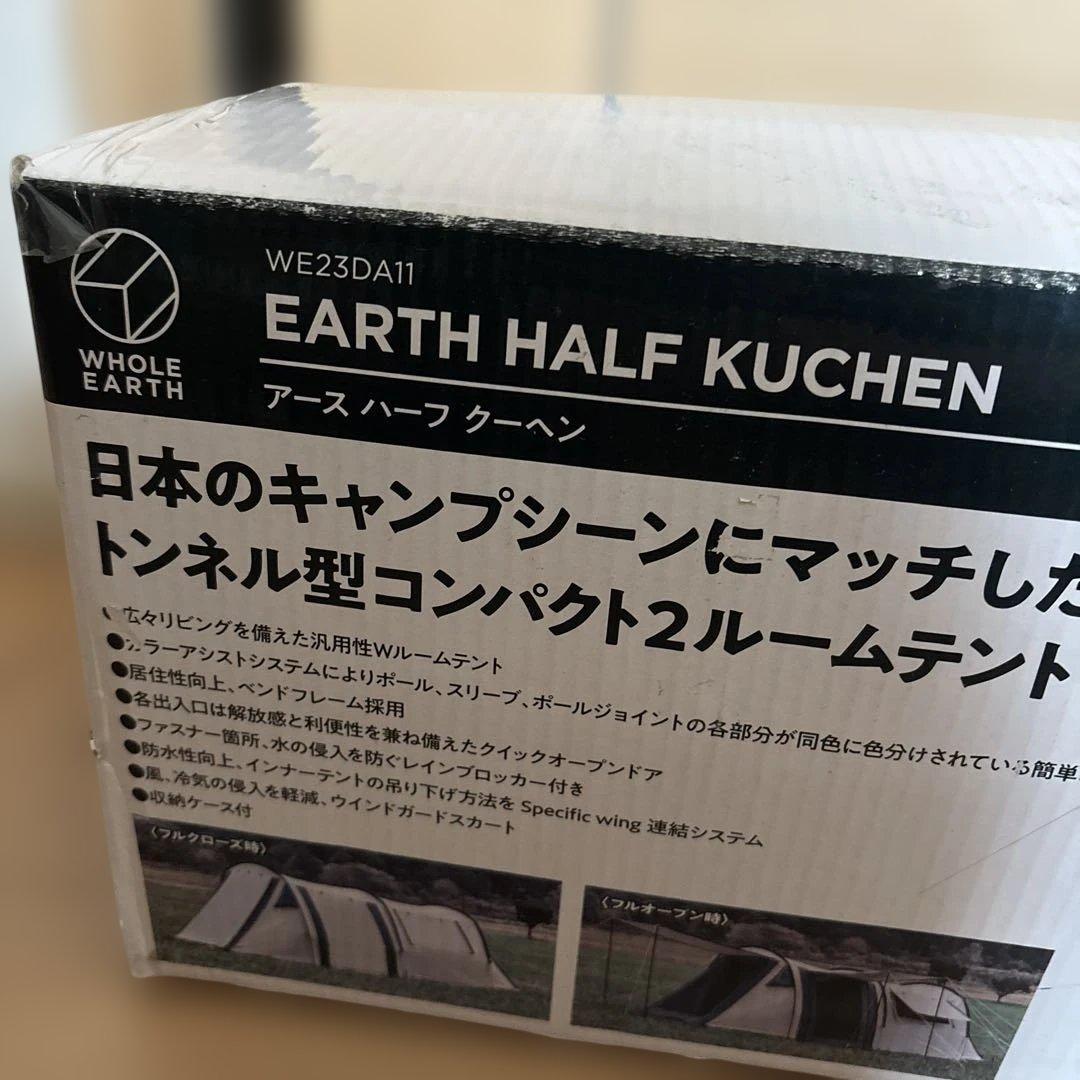 WE23DA11
EARTH HALF KUCHEN
WHOLE
EARTH
アース ハーフ クーヘン
日本のキャンプシーンにマッチした
トンネル型コンパクト2ルームテント
広々リビングを備えた汎用性Wルームテント
●カラーアシストシステムによりポール、スリーブ、ポールジョイントの各部分が同色に色分けされている簡単
●居住性向上、ベンドフレーム採用
●各出入口は解放感と利便性を兼ね備えたクイックオープンドア
●ファスナー箇所、水の侵入を防ぐレインブロッカー付き
●防水性向上、インナーテントの吊り下げ方法を Specific wing 連結システム
●風、冷気の侵入を軽減、ウインドガードスカート
●収納ケース付
〈フルクローズ時〉
〈フルオープン時〉